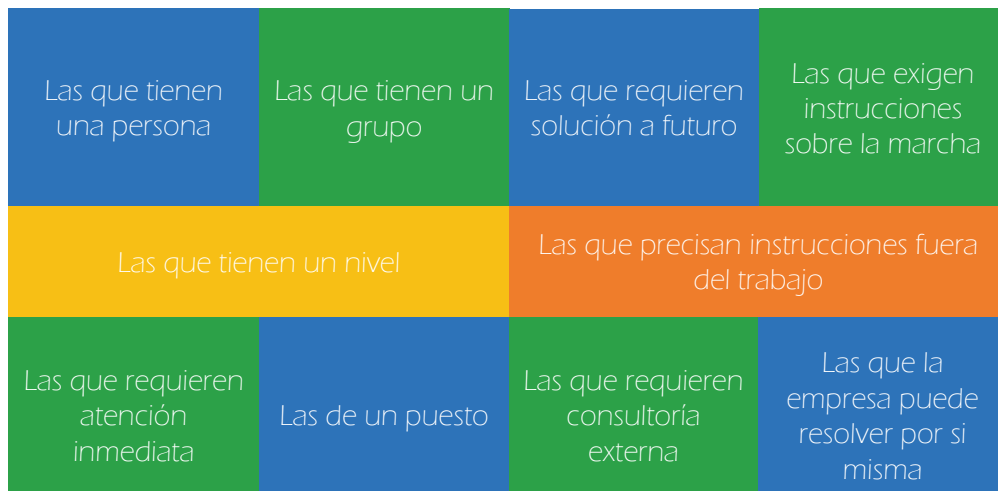 Las que tienen
una persona
Las que tienen un
grupo
Las que requieren
solución a futuro
Las que exigen
instrucciones
sobre la marcha
Las que tienen un nivel
Las que precisan instrucciones fuera
del trabajo
Las que requieren
atención
inmediata
Las de un puesto
Las que requieren
consultoría
externa
Las que la
empresa puede
resolver por si
misma